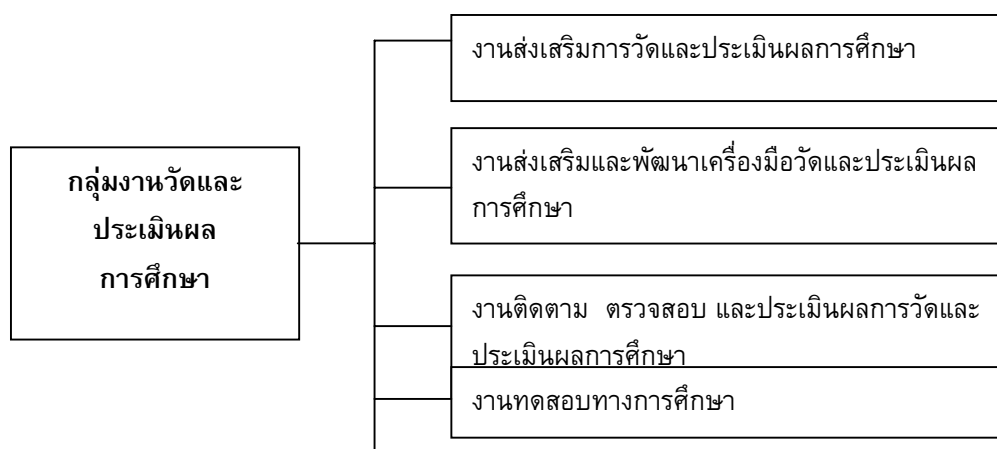 งานส่งเสริมการวัดและประเมินผลการศึกษา
กลุ่มงานวัดและ
ประเมินผล
การศึกษา
งานส่งเสริมและพัฒนาเครื่องมือวัดและประเมินผล
การศึกษา
งานติดตาม ตรวจสอบ และประเมินผลการวัดและ
ประเมินผลการศึกษา
งานทดสอบทางการศึกษา